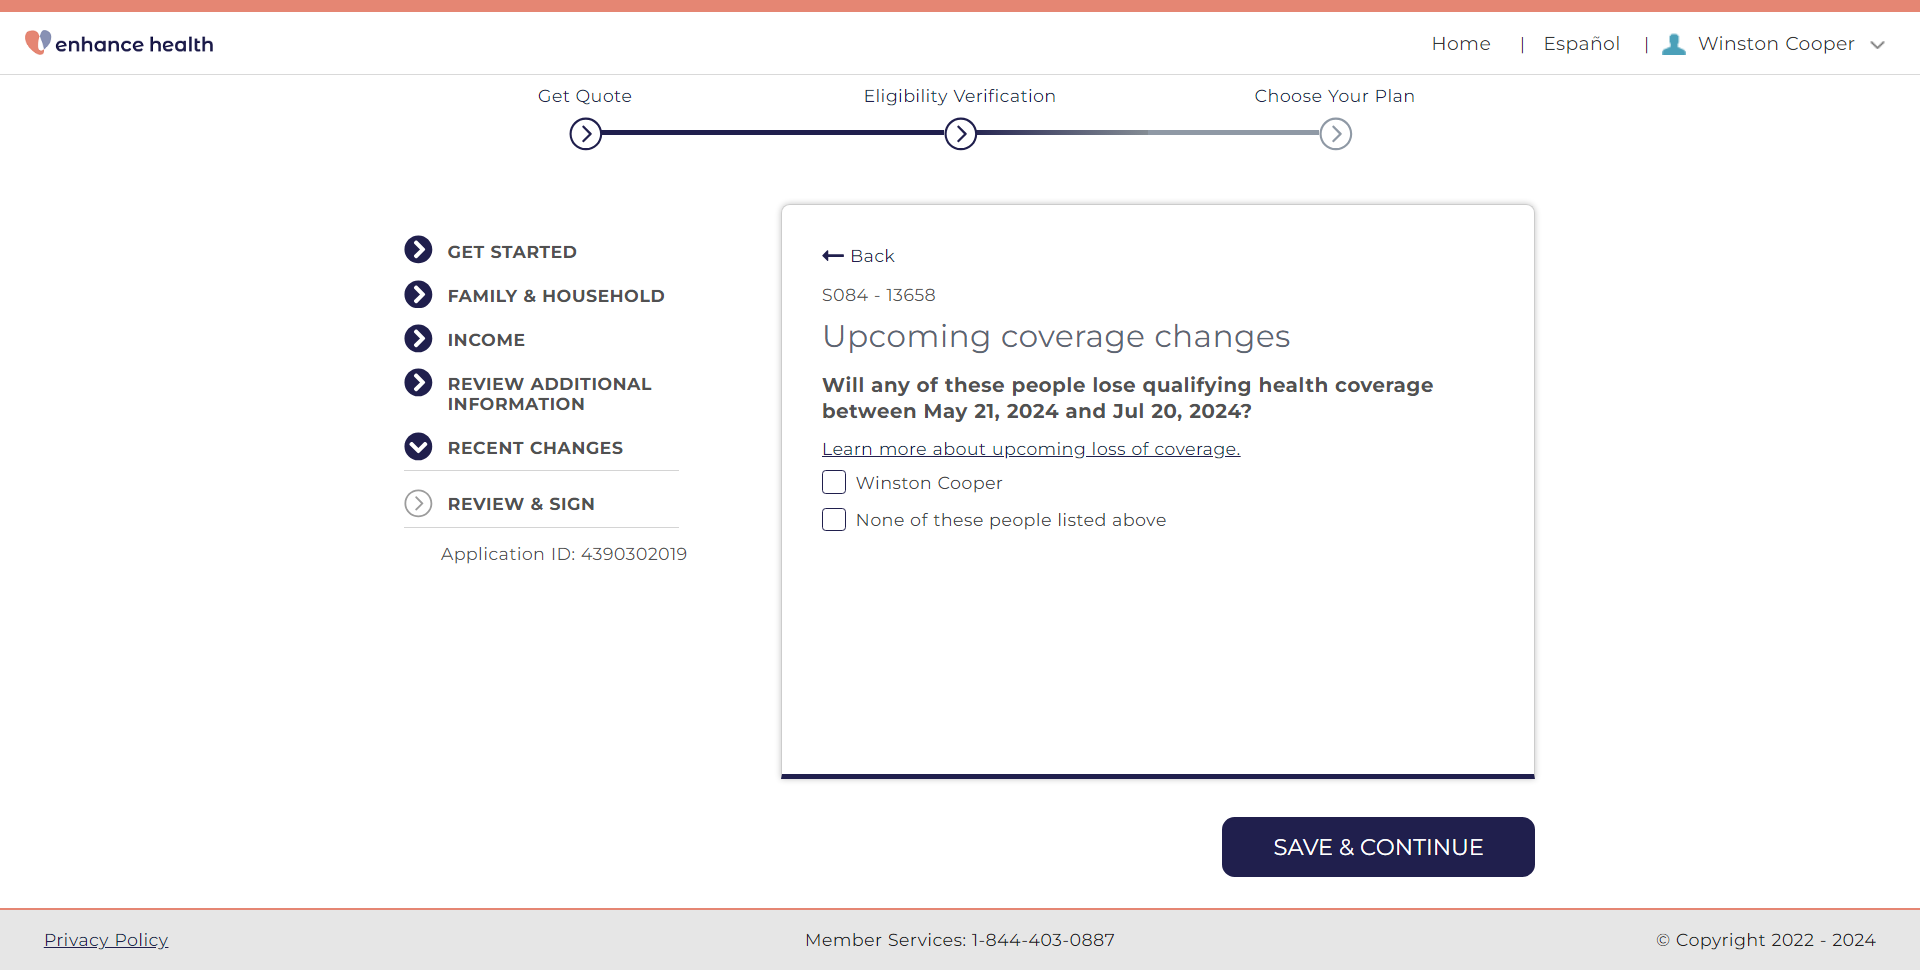 enhance health
Home | Español | Winston Cooper
Get Quote
Eligibility Verification
Choose Your Plan
GET STARTED
FAMILY & HOUSEHOLD
INCOME
REVIEW ADDITIONAL
INFORMATION
RECENT CHANGES
REVIEW & SIGN
Application ID: 4390302019
Back
S084 - 13658
Upcoming coverage changes
Will any of these people lose qualifying health coverage
between May 21, 2024 and Jul 20, 2024?
Learn more about upcoming loss of coverage.
Winston Cooper
None of these people listed above
SAVE & CONTINUE
Privacy Policy
Member Services: 1-844-403-0887
© Copyright 2022 - 2024